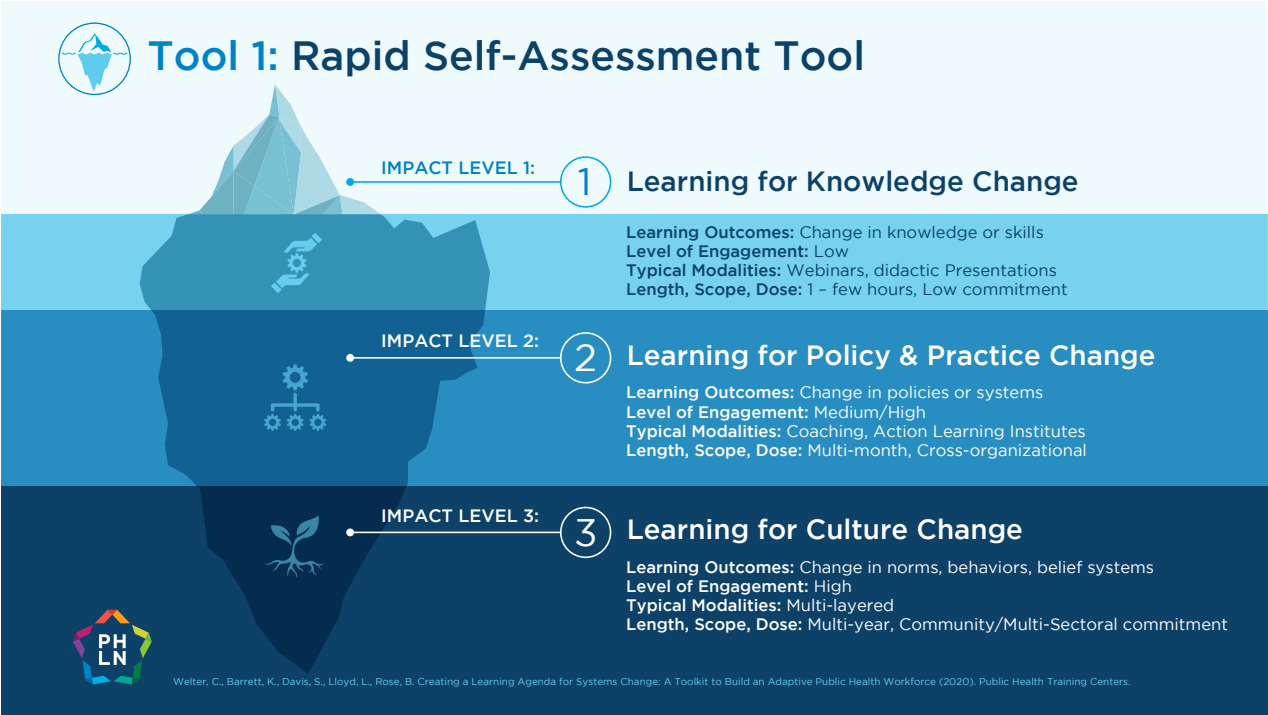 Tool 1: Rapid Self-Assessment Tool
IMPACT LEVEL 1:
1
Learning for Knowledge Change
Learning Outcomes: Change in knowledge or skills
Level of Engagement: Low
Typical Modalities: Webinars, didactic Presentations
Length, Scope, Dose: 1 – few hours, Low commitment
IMPACT LEVEL 2:
2
Learning for Policy & Practice Change
Learning Outcomes: Change in policies or systems
Level of Engagement: Medium/High
Typical Modalities: Coaching, Action Learning Institutes
Length, Scope, Dose: Multi-month, Cross-organizational
IMPACT LEVEL 3:
3
Learning for Culture Change
Learning Outcomes: Change in norms, behaviors, belief systems
Level of Engagement: High
Typical Modalities: Multi-layered
Length, Scope, Dose: Multi-year, Community/Multi-Sectoral commitment
PH
LN
Welter, C., Barrett, K., Davis, S., Lloyd, L., Rose, B. Creating a Learning Agenda for Systems Change: A Toolkit to Build an Adaptive Public Health Workforce (2020). Public Health Training Centers.